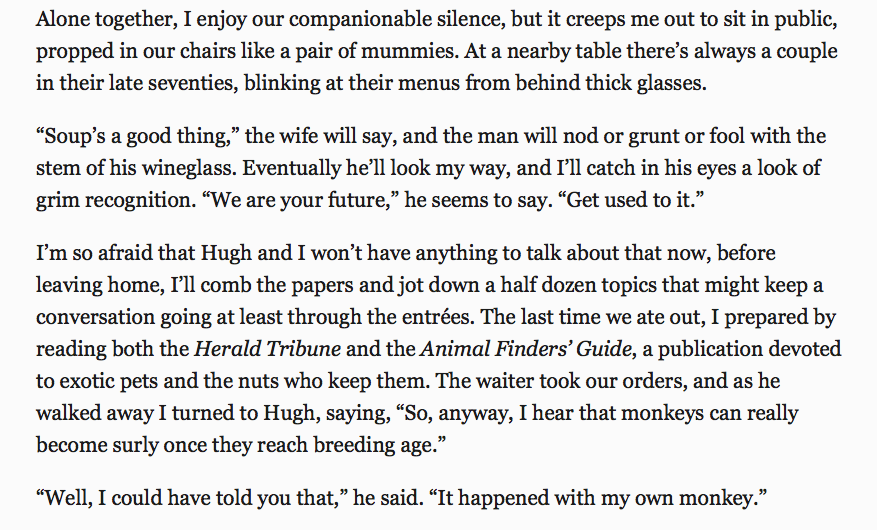 Alone together, I enjoy our companionable silence, but it creeps me out to sit in public,
propped in our chairs like a pair of mummies. At a nearby table there’s always a couple
in their late seventies, blinking at their menus from behind thick glasses.
“Soup’s a good thing,” the wife will say, and the man will nod or grunt or fool with the
stem of his wineglass. Eventually he’ll look my way, and I’ll catch in his eyes a look of
grim recognition. “We are your future,” he seems to say. “Get used to it.”
I’m so afraid that Hugh and I won’t have anything to talk about that now, before
leaving home, I’ll comb the papers and jot down a half dozen topics that might keep a
conversation going at least through the entrées. The last time we ate out, I prepared by
reading both the Herald Tribune and the Animal Finders’ Guide, a publication devoted
to exotic pets and the nuts who keep them. The waiter took our orders, and as he
walked away I turned to Hugh, saying, “So, anyway, I hear that monkeys can really
become surly once they reach breeding age.”
“Well, I could have told you that,” he said. “It happened with my own monkey.”